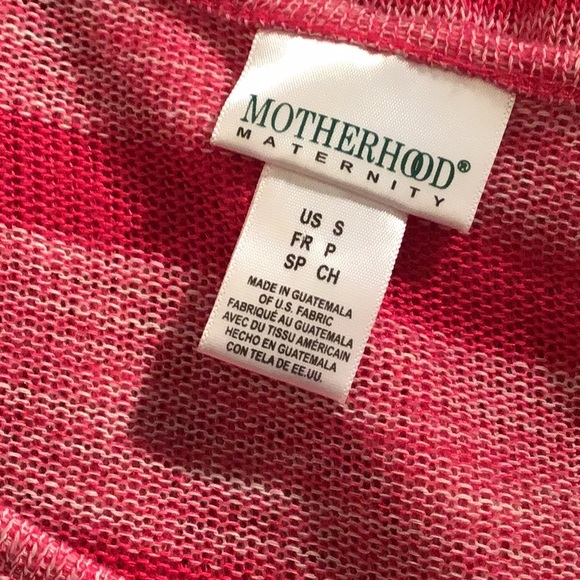 MOTHERHOOD®
MATERNITY
US S
FR P
SP CH
MADE IN GUATEMALA
OF U.S. FABRIC
FABRIQUÉ AU GUATEMALA
AVEC DU TISSU AMÉRICAIN
HECHO EN GUATEMALA
CON TELA DE EE.UU.